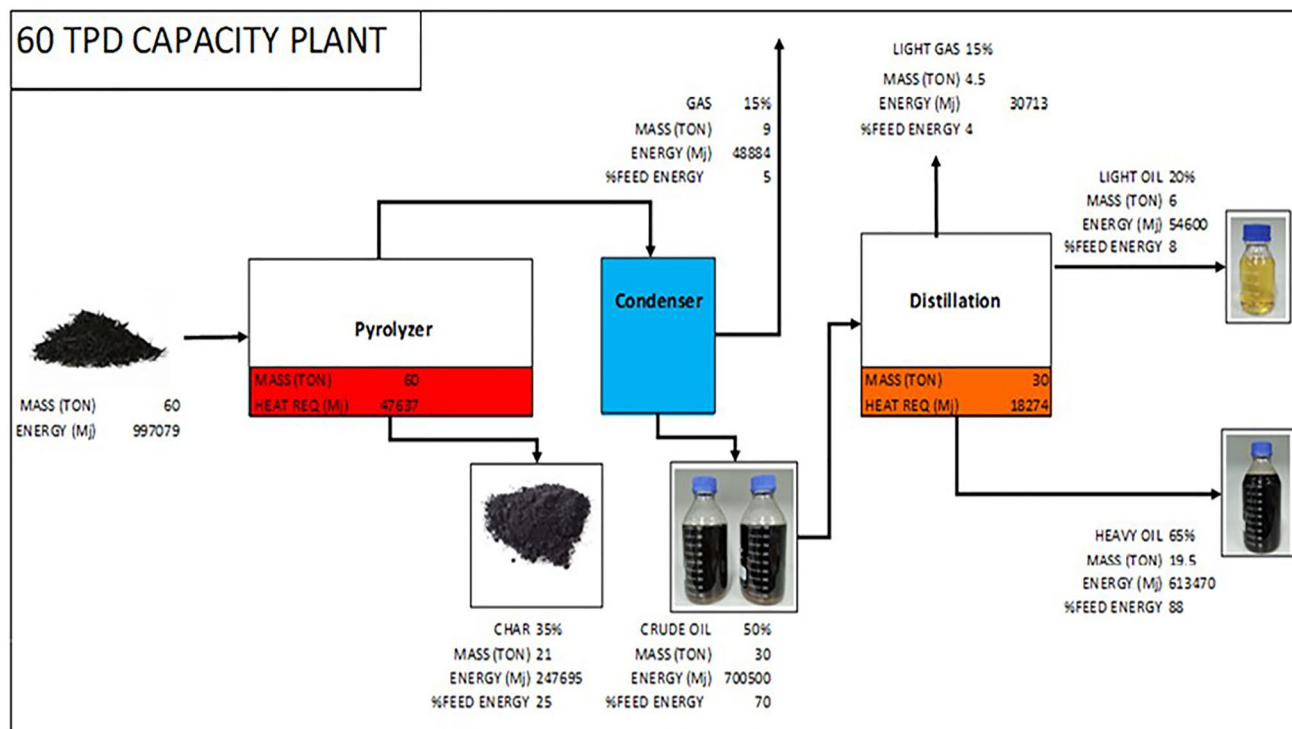 60 TPD CAPACITY PLANT
LIGHT GAS 15%
MASS (TON) 4.5
ENERGY (Mj) 30713
%FEED ENERGY 4
GAS 15%
MASS (TON) 9
ENERGY (Mj) 48884
%FEED ENERGY 5
LIGHT OIL 20%
MASS (TON) 6
ENERGY (Mj) 54600
%FEED ENERGY 8
Pyrolyzer
MASS (TON) 60
HEAT REQ (Mj) 47637
Condenser
Distillation
MASS (TON) 30
HEAT REQ (Mj) 18274
MASS (TON) 60
ENERGY (Mj) 997079
HEAVY OIL 65%
MASS (TON) 19.5
ENERGY (Mj) 613470
%FEED ENERGY 88
CHAR 35%
MASS (TON) 21
ENERGY (Mj) 247695
%FEED ENERGY 25
CRUDE OIL 50%
MASS (TON) 30
ENERGY (Mj) 700500
%FEED ENERGY 70